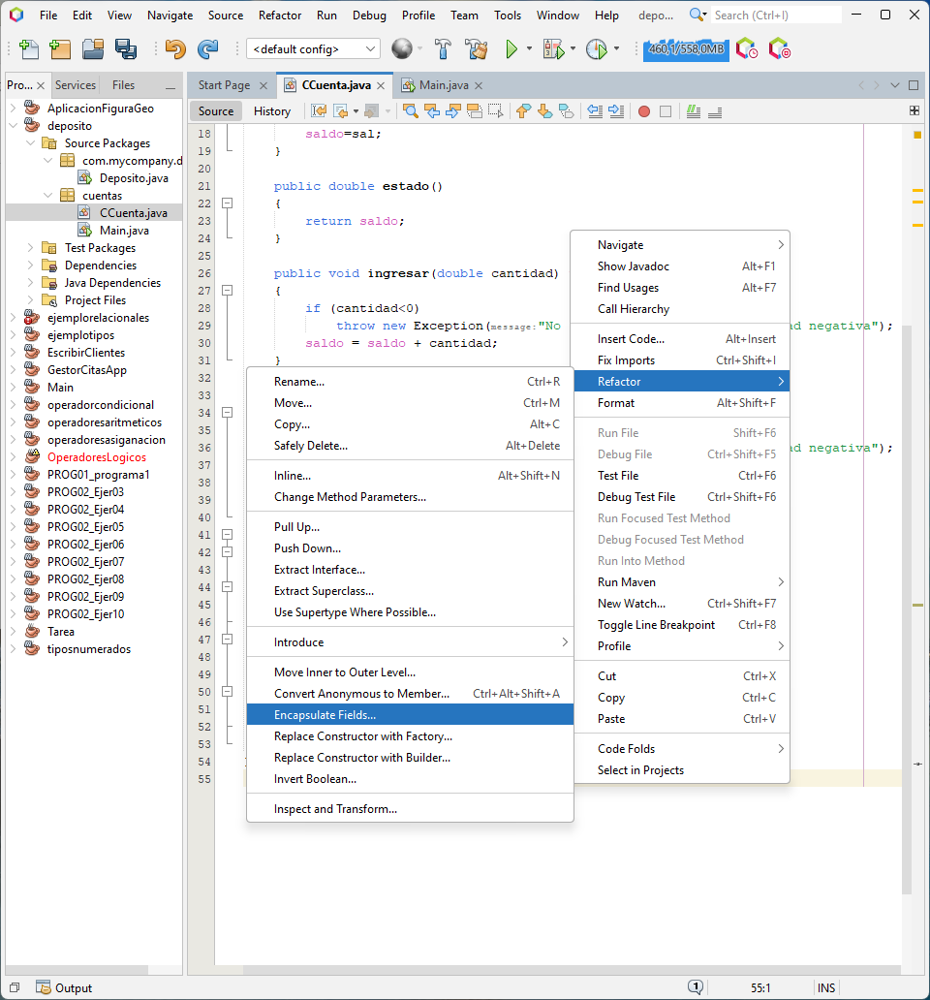 File Edit View Navigate Source Refactor Run Debug Profile Team Tools Window Help depo... Search (Ctrl+I)
<default config> 460,1/558,0MB
Pro... Services Files
Start Page CCuenta.java Main.java
Source History
AplicacionFiguraGeo
deposito
Source Packages
com.mycompany.d
Deposito.java
cuentas
CCuenta.java
Main.java
Test Packages
Dependencies
Java Dependencies
Project Files
ejemplorelacionales
ejemplotipos
EscribirClientes
GestorCitasApp
Main
operadorcondicional
operadoresaritmeticos
operadoresasiganacion
OperadoresLogicos
PROG01_programa1
PROG02_Ejer03
PROG02_Ejer04
PROG02_Ejer05
PROG02_Ejer06
PROG02_Ejer07
PROG02_Ejer08
PROG02_Ejer09
PROG02_Ejer10
Tarea
tiposnumerados
18 saldo=sal;
19 }
20
21 public double estado()
22 {
23 return saldo;
24 }
25
26 public void ingresar(double cantidad)
27 {
28 if (cantidad<0)
29 throw new Exception(message:"No ad negativa");
30 saldo = saldo + cantidad;
31 }
32
33
34
35
36 ad negativa");
37
38
39
40
41
42
43
44
45
46
47
48
49
50
51
52
53
54
55
Navigate
Show Javadoc Alt+F1
Find Usages Alt+F7
Call Hierarchy
Insert Code... Alt+Insert
Fix Imports Ctrl+Shift+I
Refactor
Format Alt+Shift+F
Run File Shift+F6
Debug File Ctrl+Shift+F5
Test File Ctrl+F6
Debug Test File Ctrl+Shift+F6
Run Focused Test Method
Debug Focused Test Method
Run Into Method
Run Maven
New Watch... Ctrl+Shift+F7
Toggle Line Breakpoint Ctrl+F8
Profile
Cut Ctrl+X
Copy Ctrl+C
Paste Ctrl+V
Code Folds
Select in Projects
Rename... Ctrl+R
Move... Ctrl+M
Copy... Alt+C
Safely Delete... Alt+Delete
Inline... Alt+Shift+N
Change Method Parameters...
Pull Up...
Push Down...
Extract Interface...
Extract Superclass...
Use Supertype Where Possible...
Introduce
Move Inner to Outer Level...
Convert Anonymous to Member... Ctrl+Alt+Shift+A
Encapsulate Fields...
Replace Constructor with Factory...
Replace Constructor with Builder...
Invert Boolean...
Inspect and Transform...
Output 1 55:1 INS